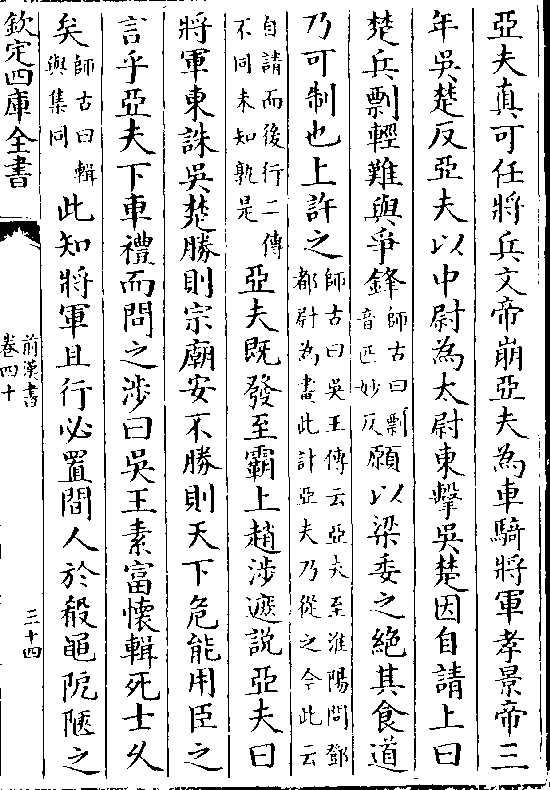 亞夫真可任將兵文帝崩亞夫為車騎將軍孝景帝三
年吳楚反亞夫以中尉為太尉東擊吳楚因自請上曰
楚兵剽輕難與爭鋒師古曰剽音匹妙反願以梁委之絕其食道
乃可制也上許之師古曰吳王傳云亞夫至淮陽問鄧都尉為畫此計亞夫乃從之今此云
自請而後行二傳不同未知孰是亞夫既發至霸上趙涉遮說亞夫曰
將軍東誅吳楚勝則宗廟安不勝則天下危能用臣之
言乎亞夫下車禮而問之涉曰吳王素富懷輯死士久
矣師古曰輯與集同此知將軍且行必置間人於殽黽阨陿之
欽定四庫全書
前漢書
卷四十
三十四